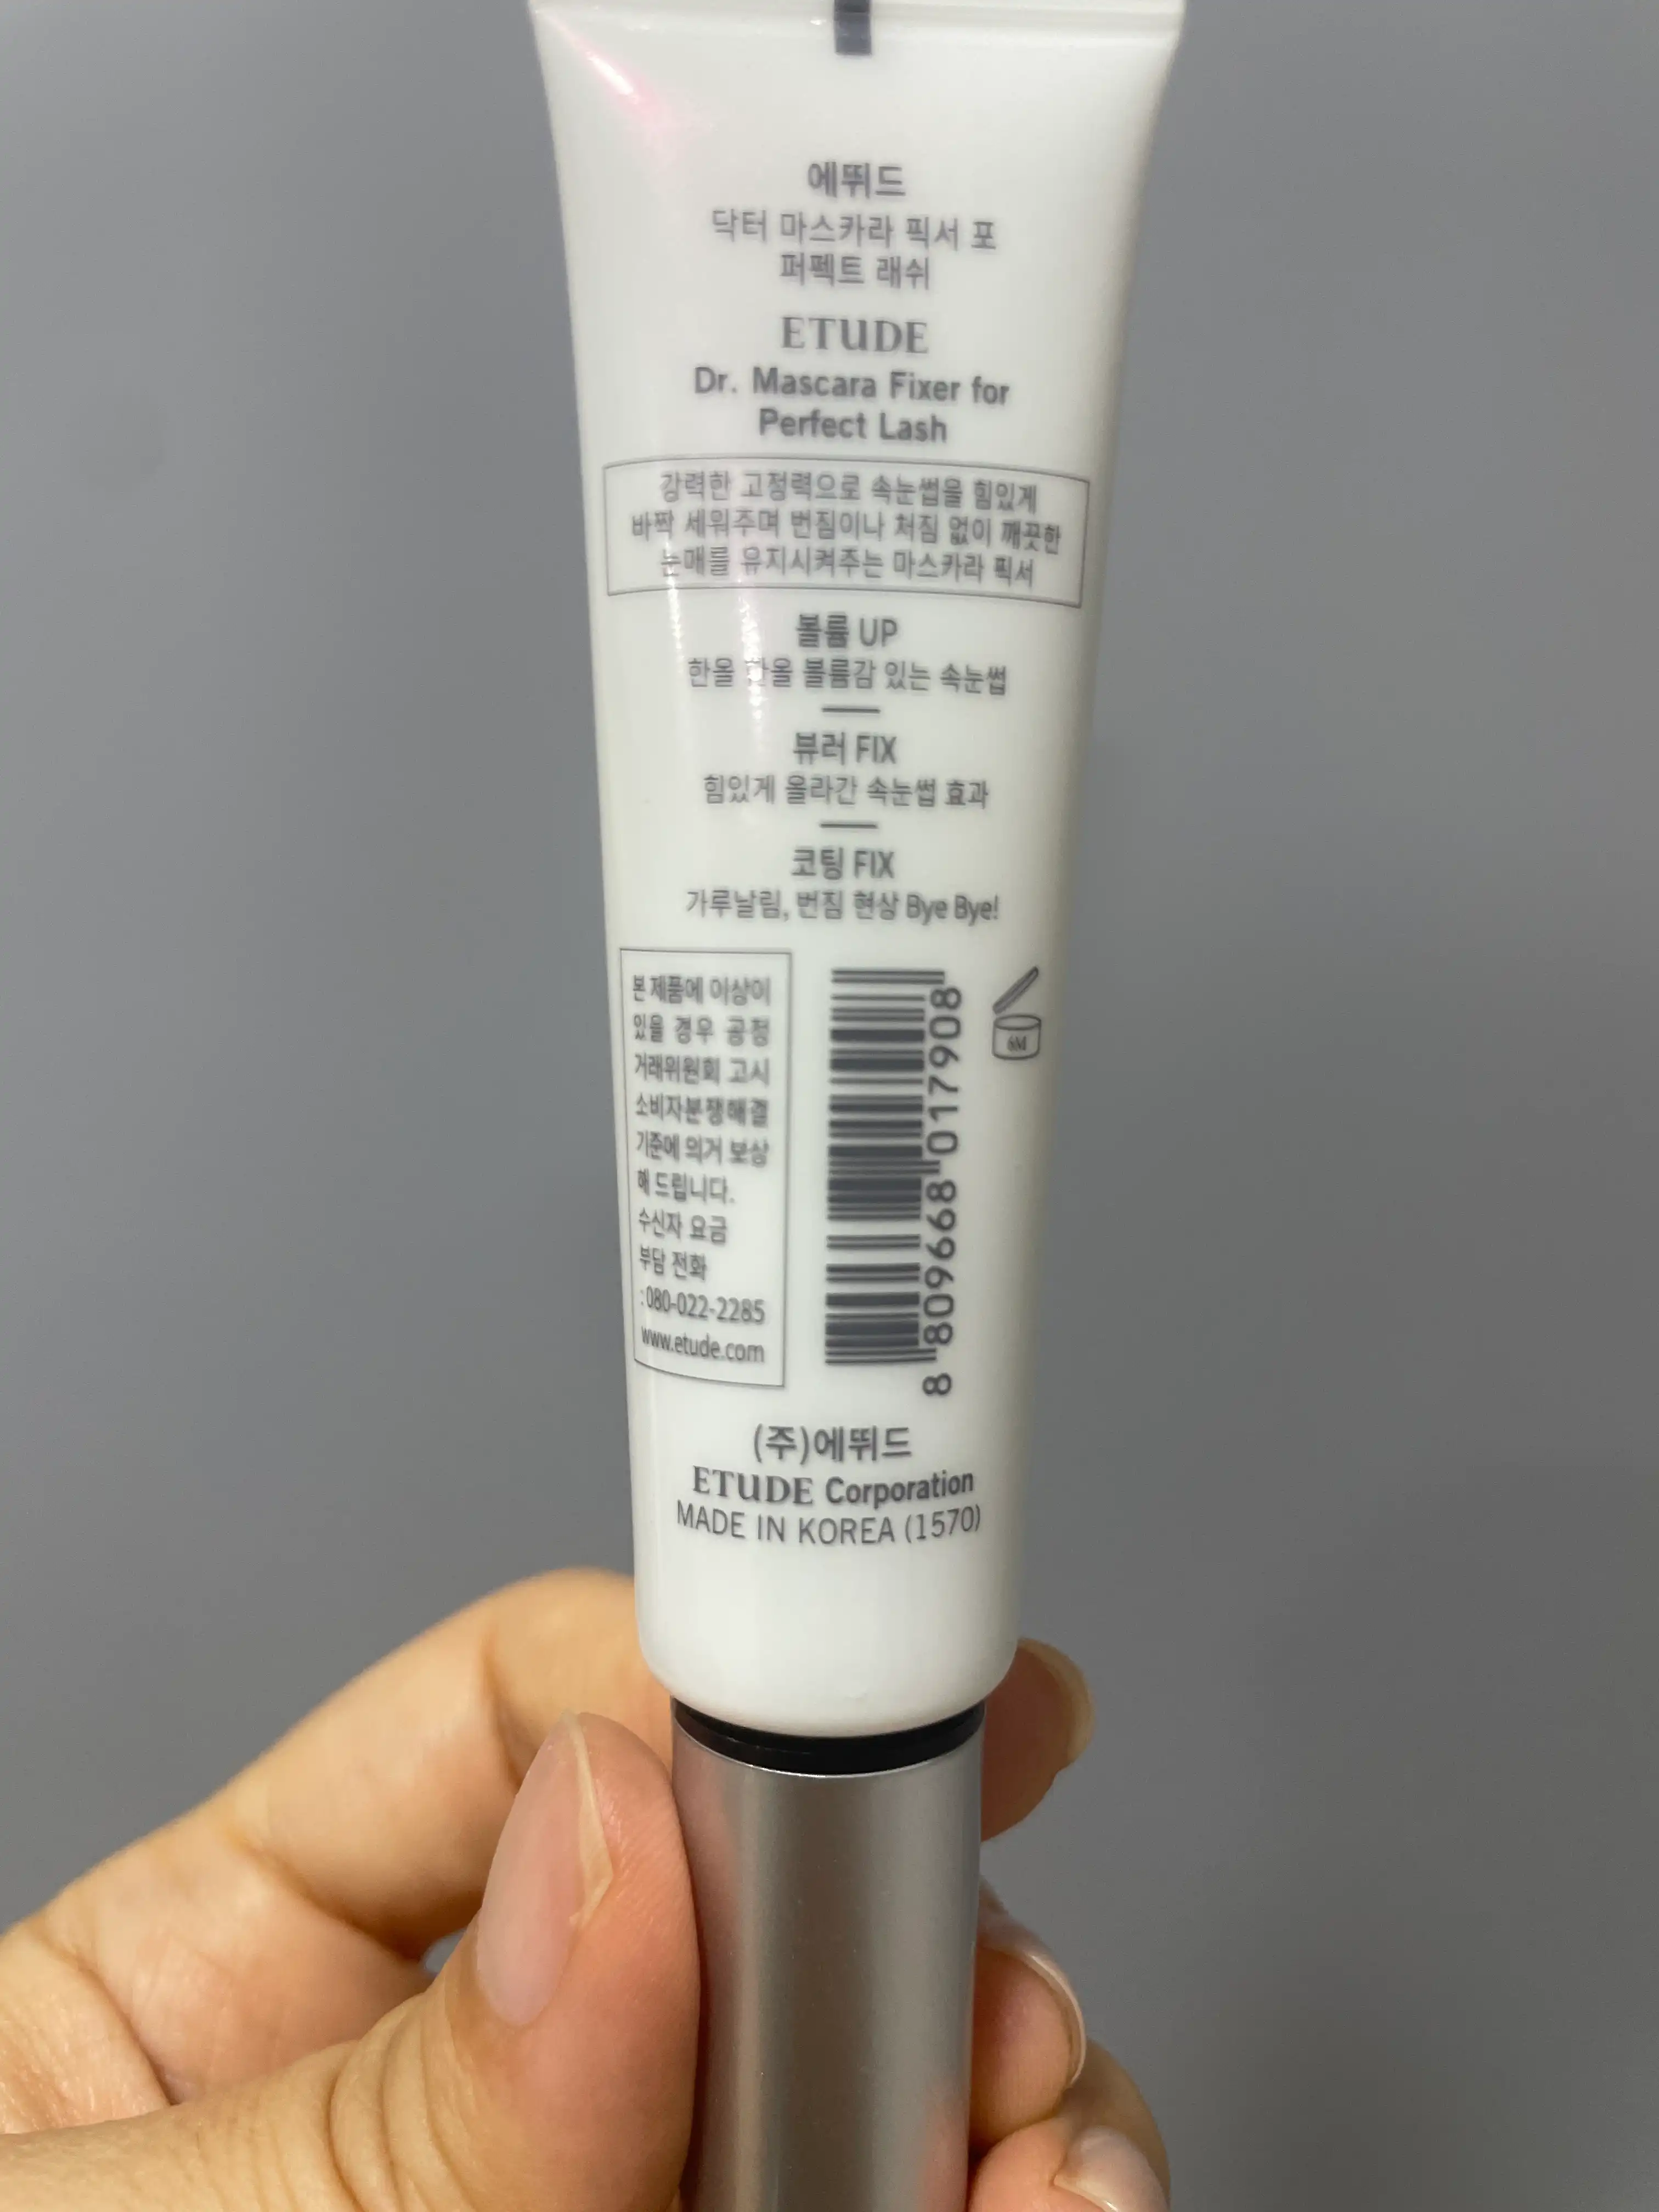 에뛰드
닥터 마스카라 픽서 포
퍼펙트 래쉬
ETUDE
Dr. Mascara Fixer for
Perfect Lash
강력한 고정력으로 속눈썹을 힘있게
바짝 세워주며 번짐이나 처짐 없이 깨끗한
눈매를 유지시켜주는 마스카라 픽서
볼륨 UP
한올 한올 볼륨감 있는 속눈썹
뷰러 FIX
힘있게 올라간 속눈썹 효과
코팅 FIX
가루날림, 번짐 현상 Bye Bye!
본 제품에 이상이
있을 경우 공정
거래위원회 고시
소비자분쟁해결
기준에 의거 보상
해 드립니다.
수신자 요금
부담 전화
: 080-022-2285
www.etude.com
8 809668 017908
6M
(주)에뛰드
ETUDE Corporation
MADE IN KOREA (1570)